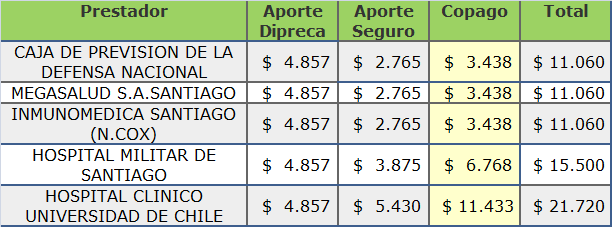 Prestador Aporte Dipreca Aporte Seguro Copago Total
CAJA DE PREVISION DE LA DEFENSA NACIONAL $ 4.857 $ 2.765 $ 3.438 $ 11.060
MEGASALUD S.A.SANTIAGO $ 4.857 $ 2.765 $ 3.438 $ 11.060
INMUNOMEDICA SANTIAGO (N.COX) $ 4.857 $ 2.765 $ 3.438 $ 11.060
HOSPITAL MILITAR DE SANTIAGO $ 4.857 $ 3.875 $ 6.768 $ 15.500
HOSPITAL CLINICO UNIVERSIDAD DE CHILE $ 4.857 $ 5.430 $ 11.433 $ 21.720